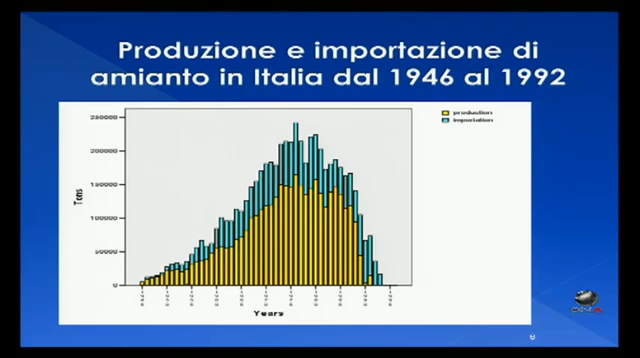 Produzione e importazione di
amianto in Italia dal 1946 al 1992
production
importation
250000
200000
150000
100000
50000
0
Tons
Years